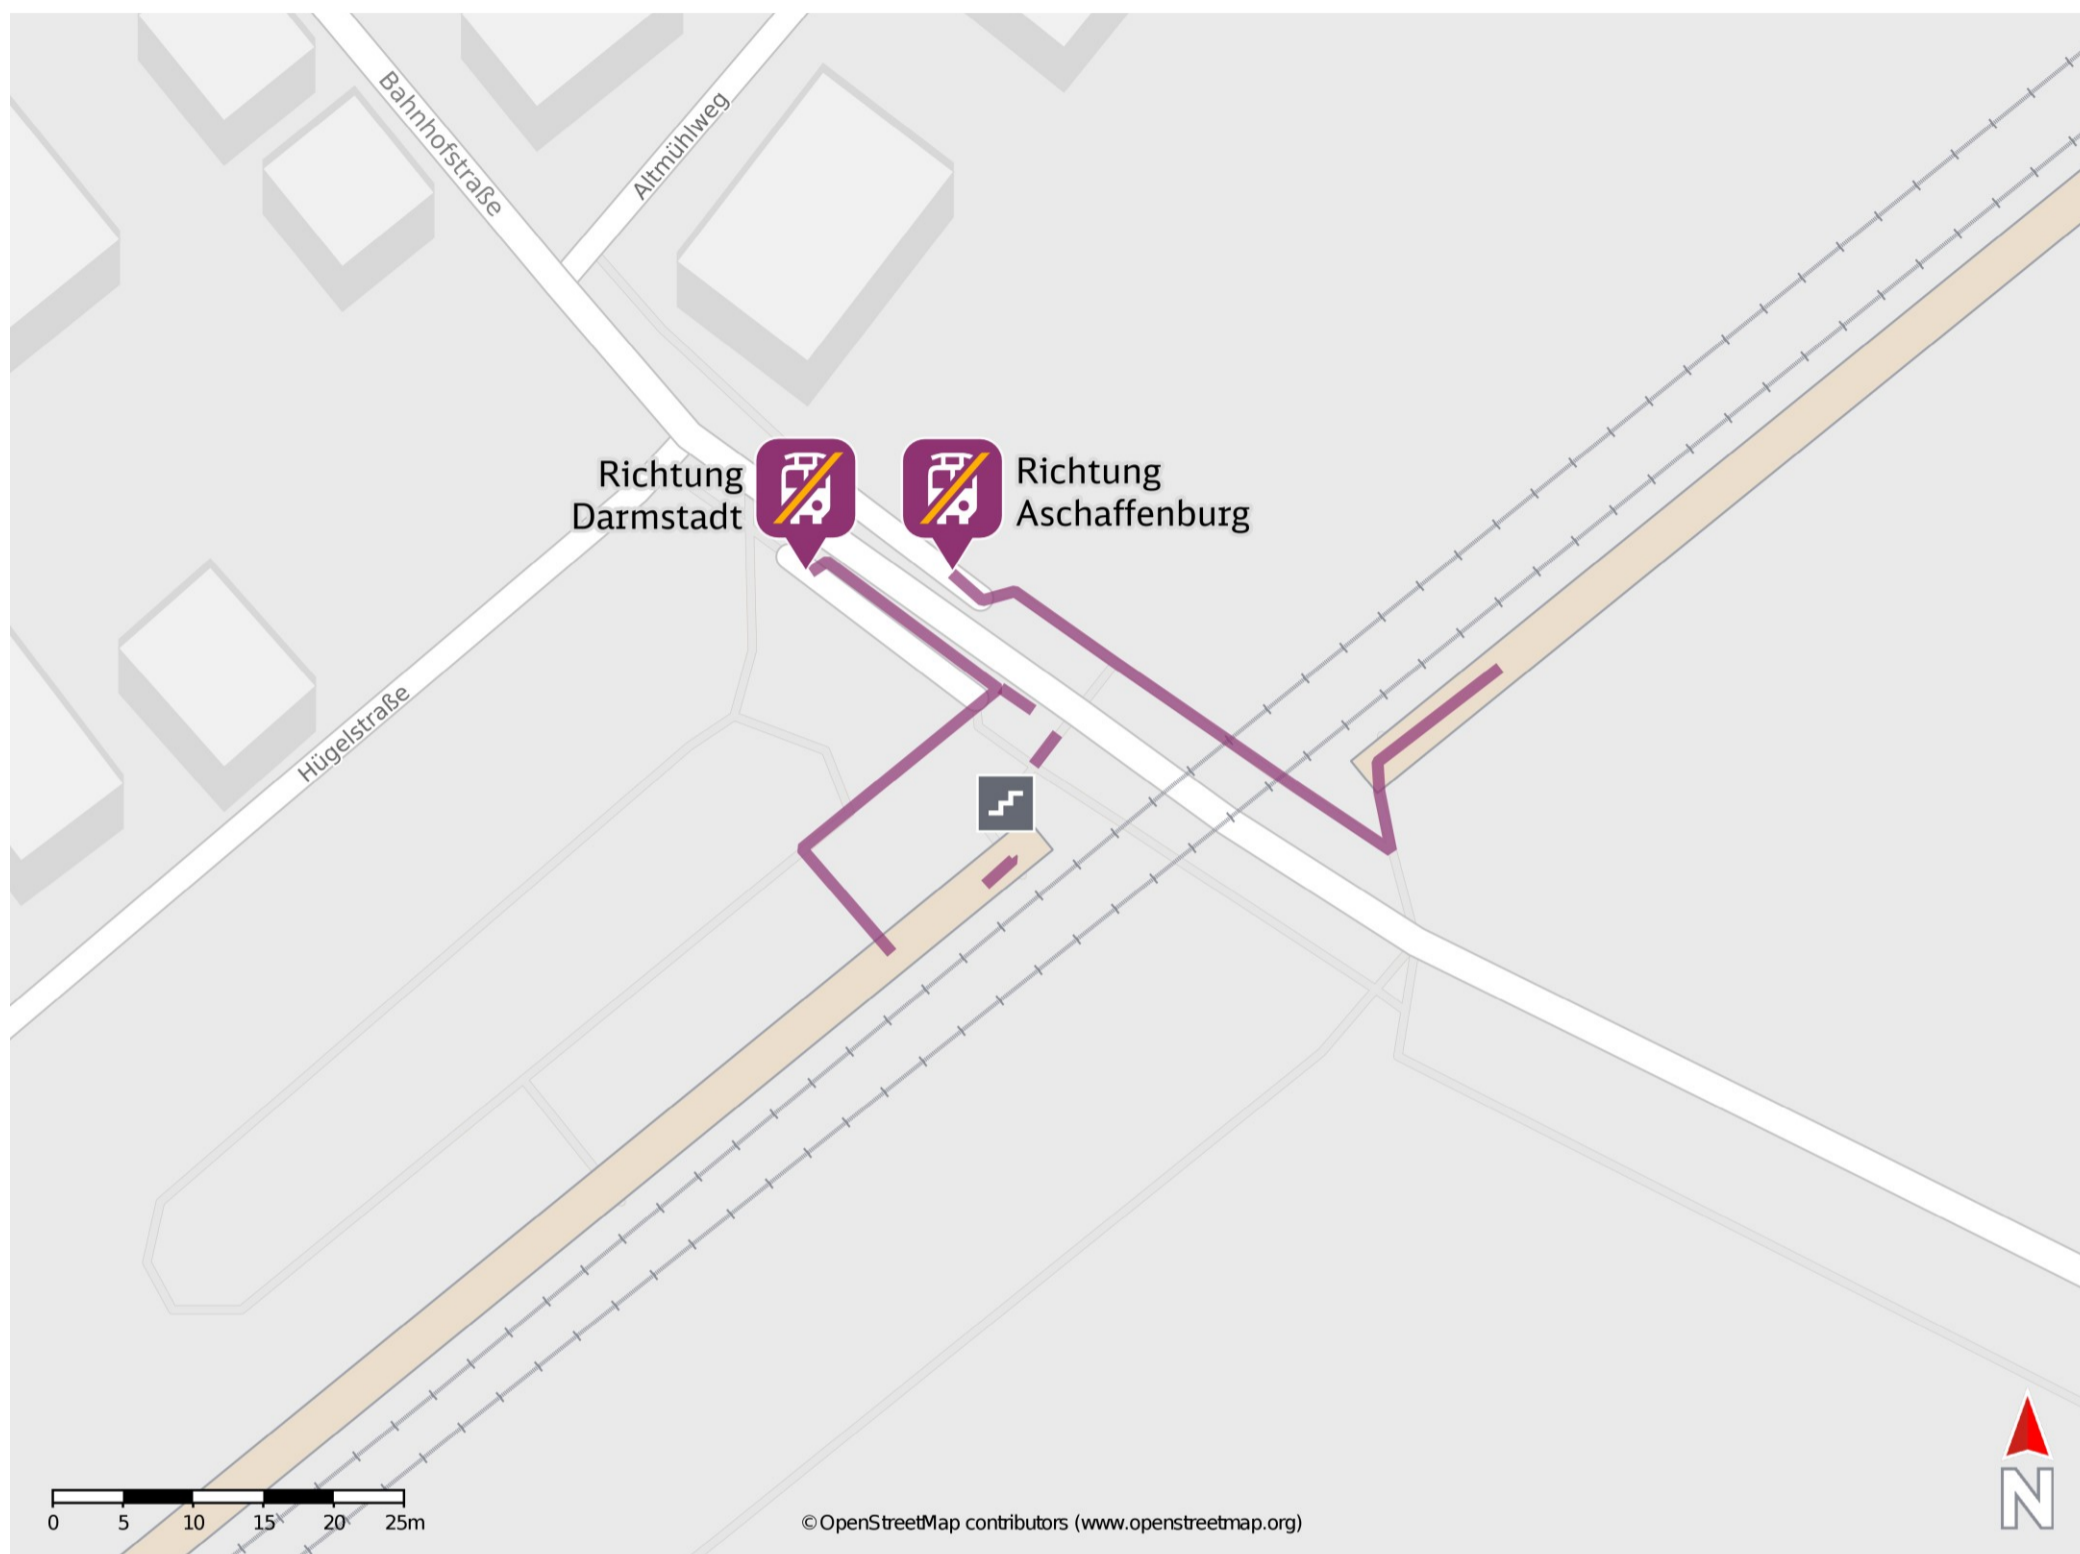 Bahnhofstraße
Altmühlweg
Richtung
Darmstadt
Richtung
Aschaffenburg
Hügelstraße
0 5 10 15 20 25m
©OpenStreetMap contributors (www.openstreetmap.org)
N